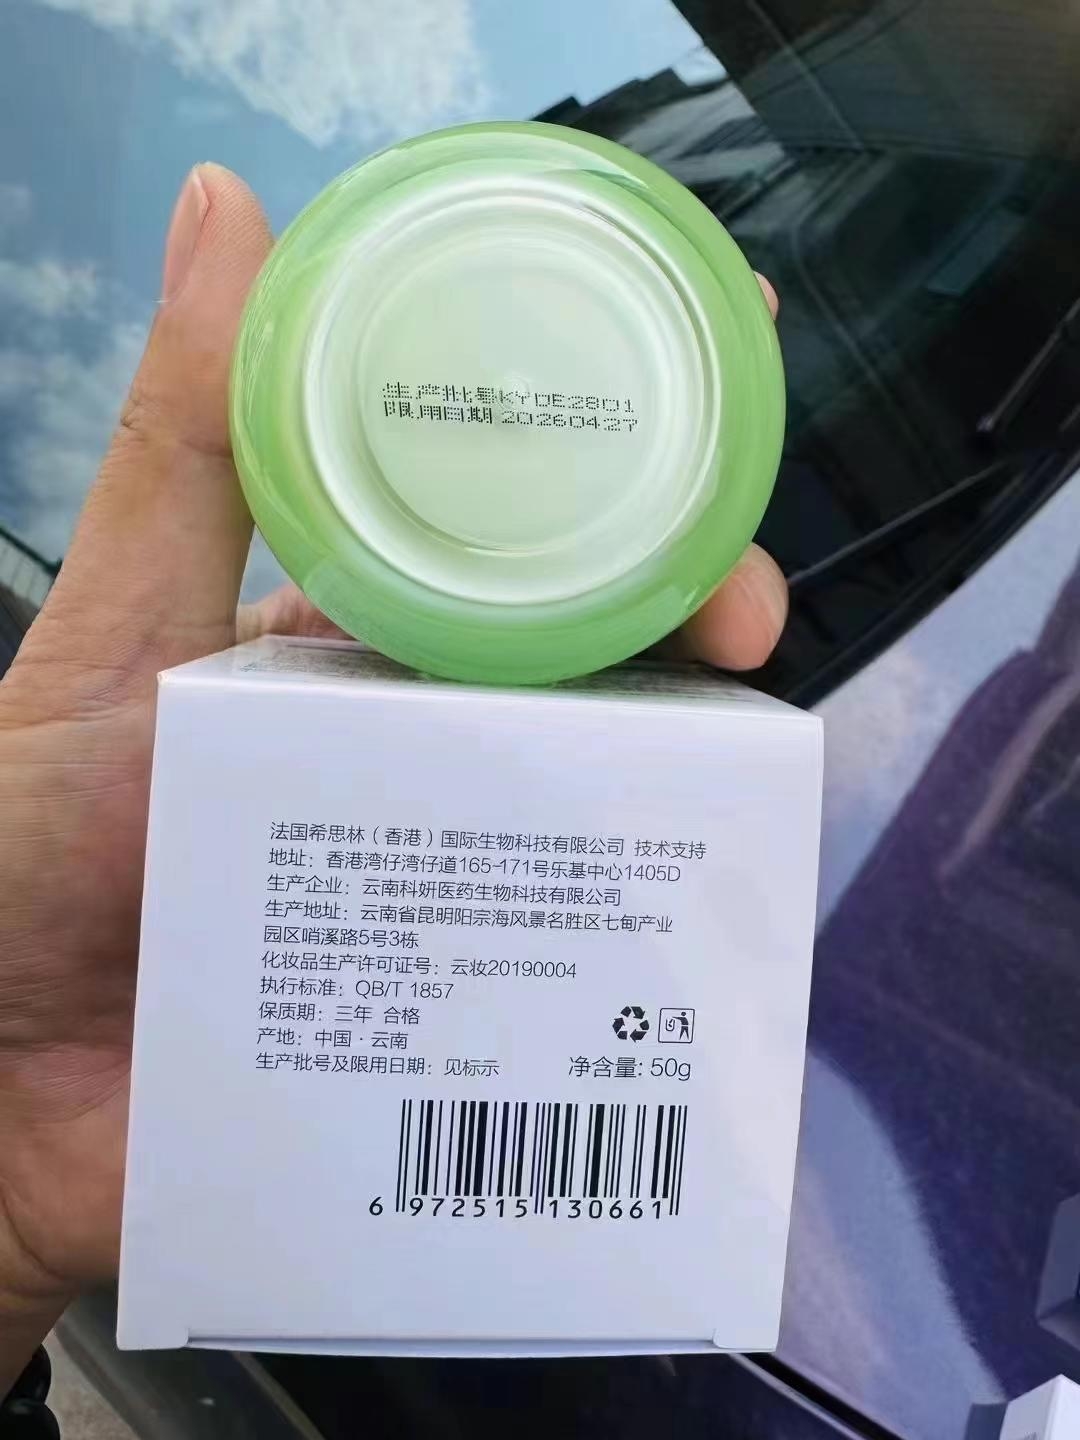 生产批号KYDE2801
限用日期 20260427
法国希思林（香港）国际生物科技有限公司 技术支持
地址：香港湾仔湾仔道165-171号乐基中心1405D
生产企业：云南科妍医药生物科技有限公司
生产地址：云南省昆明阳宗海风景名胜区七甸产业
园区哨溪路5号3栋
化妆品生产许可证号：云妆20190004
执行标准：QB/T 1857
保质期：三年 合格
产地：中国·云南
生产批号及限用日期：见标示
净含量: 50g
6 972515 130661